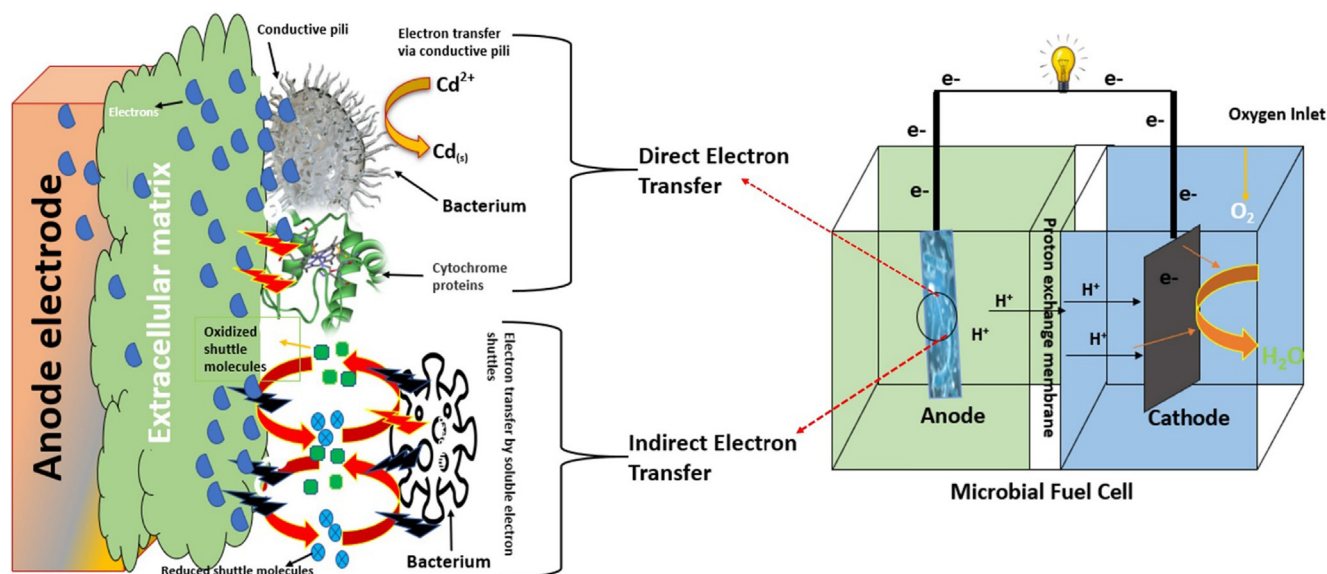 Conductive pili
Electron transfer
via conductive pili
Cd2+
Cd(s)
Electrons
Bacterium
Anode electrode
Extracellular matrix
Cytochrome
proteins
Direct Electron
Transfer
Oxidized
shuttle
molecules
Electron transfer by soluble electron
shuttles
Indirect Electron
Transfer
Bacterium
Reduced shuttle molecules
e-
e-
e-
e-
e-
e-
e-
Oxygen Inlet
O2
Proton exchange membrane
H+
H+
H+
H+
H2O
Anode
Cathode
Microbial Fuel Cell